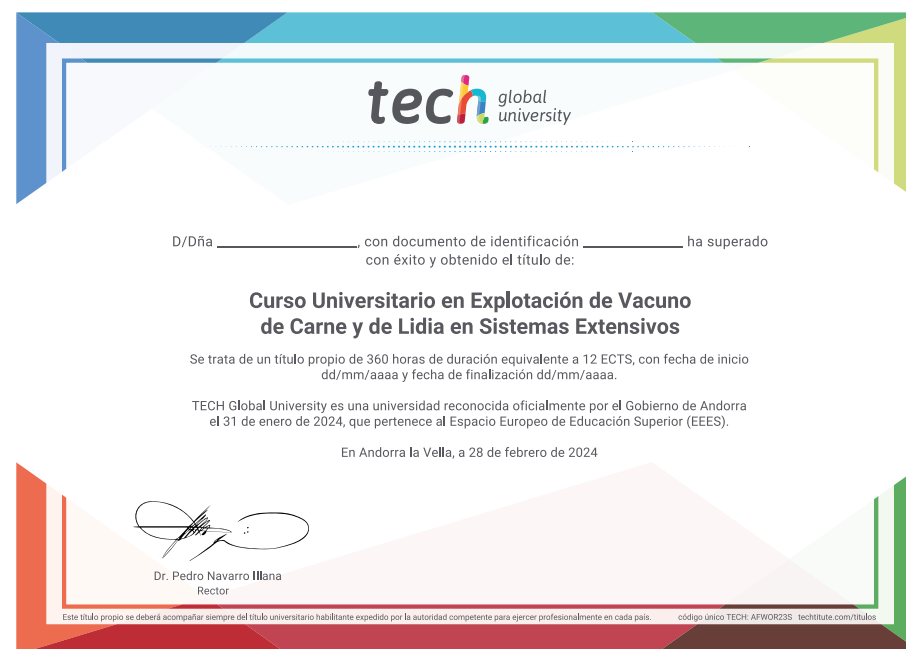 tech global university
D/Dña ____________________, con documento de identificación ______________ ha superado
con éxito y obtenido el título de:
Curso Universitario en Explotación de Vacuno
de Carne y de Lidia en Sistemas Extensivos
Se trata de un título propio de 360 horas de duración equivalente a 12 ECTS, con fecha de inicio
dd/mm/aaaa y fecha de finalización dd/mm/aaaa.
TECH Global University es una universidad reconocida oficialmente por el Gobierno de Andorra
el 31 de enero de 2024, que pertenece al Espacio Europeo de Educación Superior (EEES).
En Andorra la Vella, a 28 de febrero de 2024
Dr. Pedro Navarro Illana
Rector
Este título propio se deberá acompañar siempre del título universitario habilitante expedido por la autoridad competente para ejercer profesionalmente en cada país. código único TECH: AFWOR23S techtitute.com/titulos